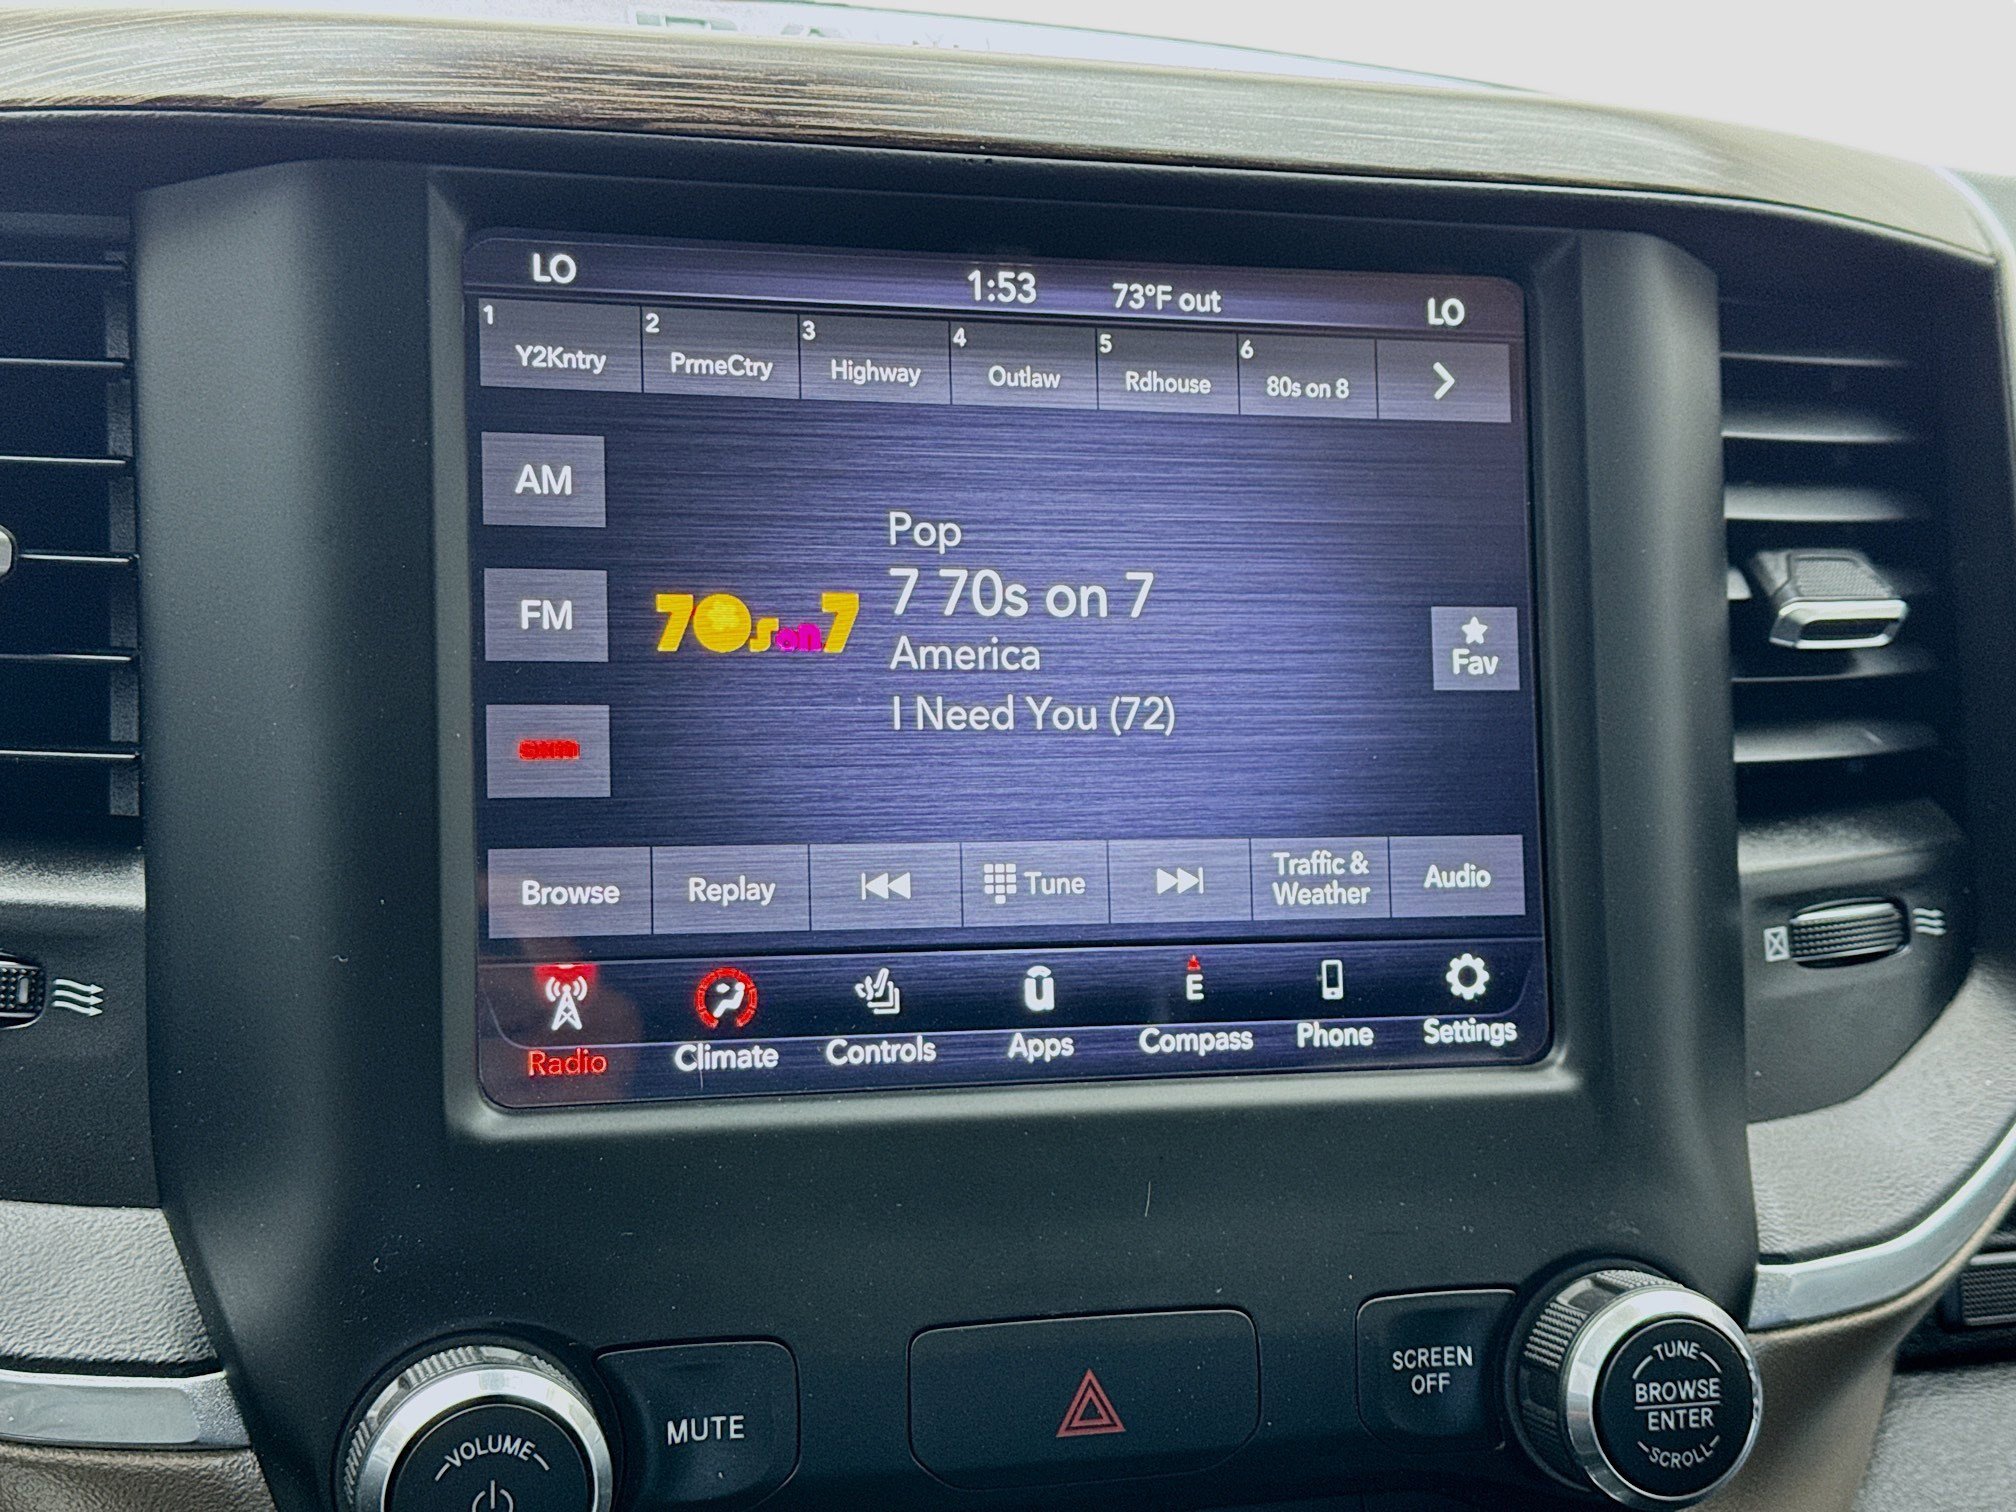 LO
1:53
73°F out
LO
1
Y2Kntry
2
PrmeCtry
3
Highway
4
Outlaw
5
Rdhouse
6
80s on 8
AM
FM
sxm
70s on 7
Pop
7 70s on 7
America
I Need You (72)
Fav
Browse
Replay
Tune
Traffic &
Weather
Audio
Radio
Climate
Controls
u
Apps
E
Compass
Phone
Settings
VOLUME
MUTE
SCREEN
OFF
TUNE
BROWSE
ENTER
SCROLL